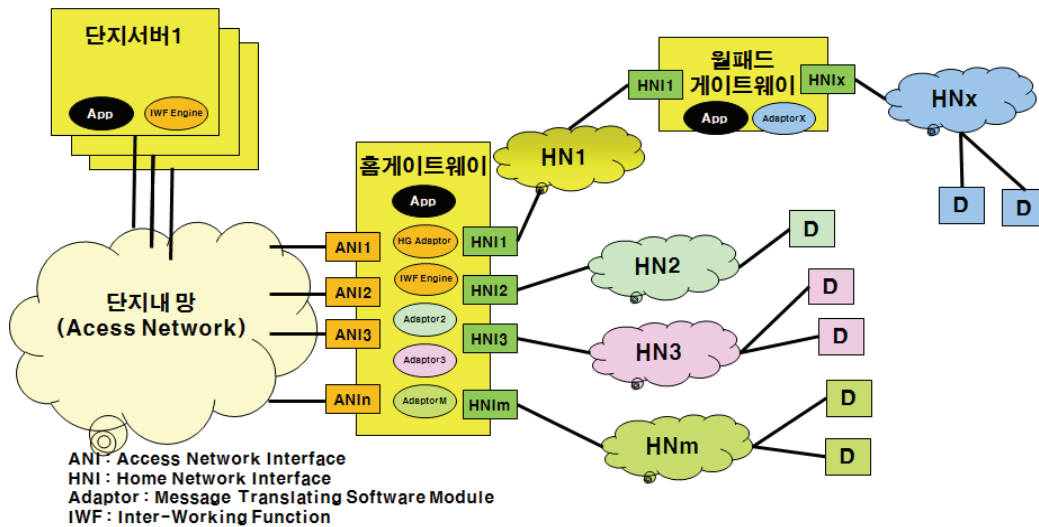 단지서버1
App
IWF Engine
단지내 망
(Acess Network)
홈게이트웨이
App
HG Adaptor
IWF Engine
Adaptor2
Adaptor3
AdaptorM
ANI1
ANI2
ANI3
ANIn
HNI1
HNI2
HNI3
HNIm
HN1
HNI1
월패드
게이트웨이
App
AdaptorX
HNIx
HNx
D
D
HN2
D
HN3
D
D
HNm
D
D
ANI : Access Network Interface
HNI : Home Network Interface
Adaptor : Message Translating Software Module
IWF : Inter-Working Function